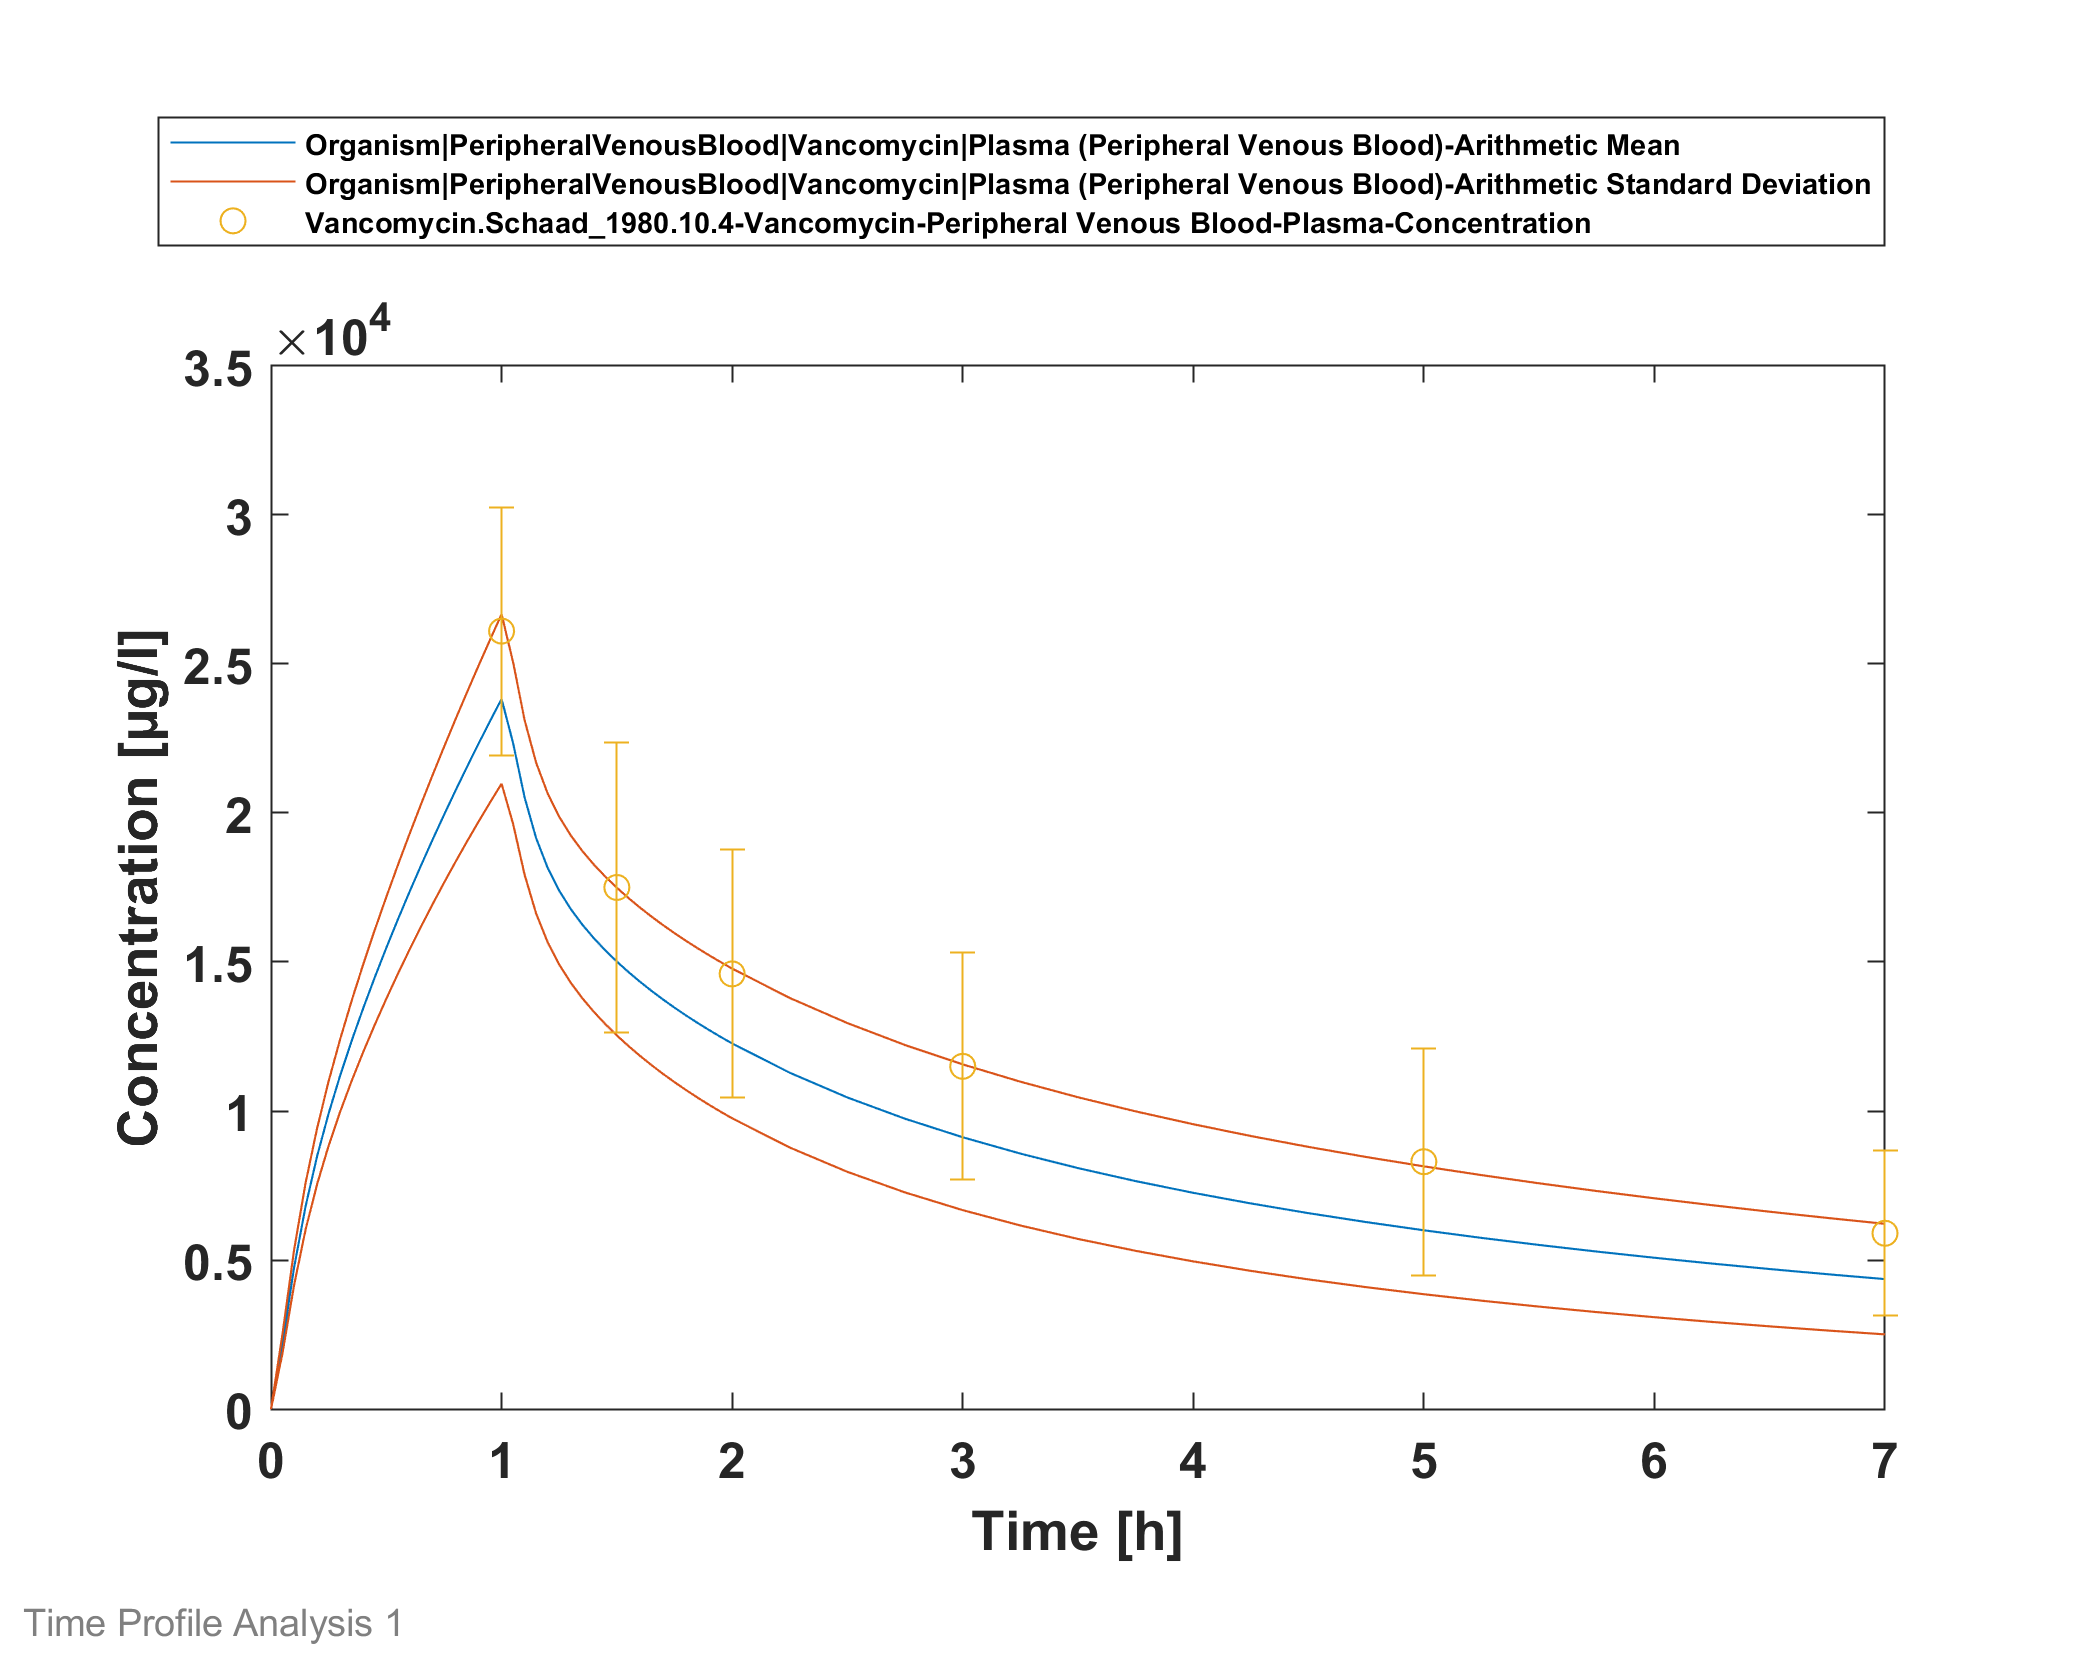 Organism|PeripheralVenousBlood|Vancomycin|Plasma (Peripheral Venous Blood)-Arithmetic Mean
Organism|PeripheralVenousBlood|Vancomycin|Plasma (Peripheral Venous Blood)-Arithmetic Standard Deviation
Vancomycin.Schaad_1980.10.4-Vancomycin-Peripheral Venous Blood-Plasma-Concentration
×10⁴
3.5
3
2.5
2
1.5
1
0.5
0
Concentration [µg/l]
0 1 2 3 4 5 6 7
Time [h]
Time Profile Analysis 1